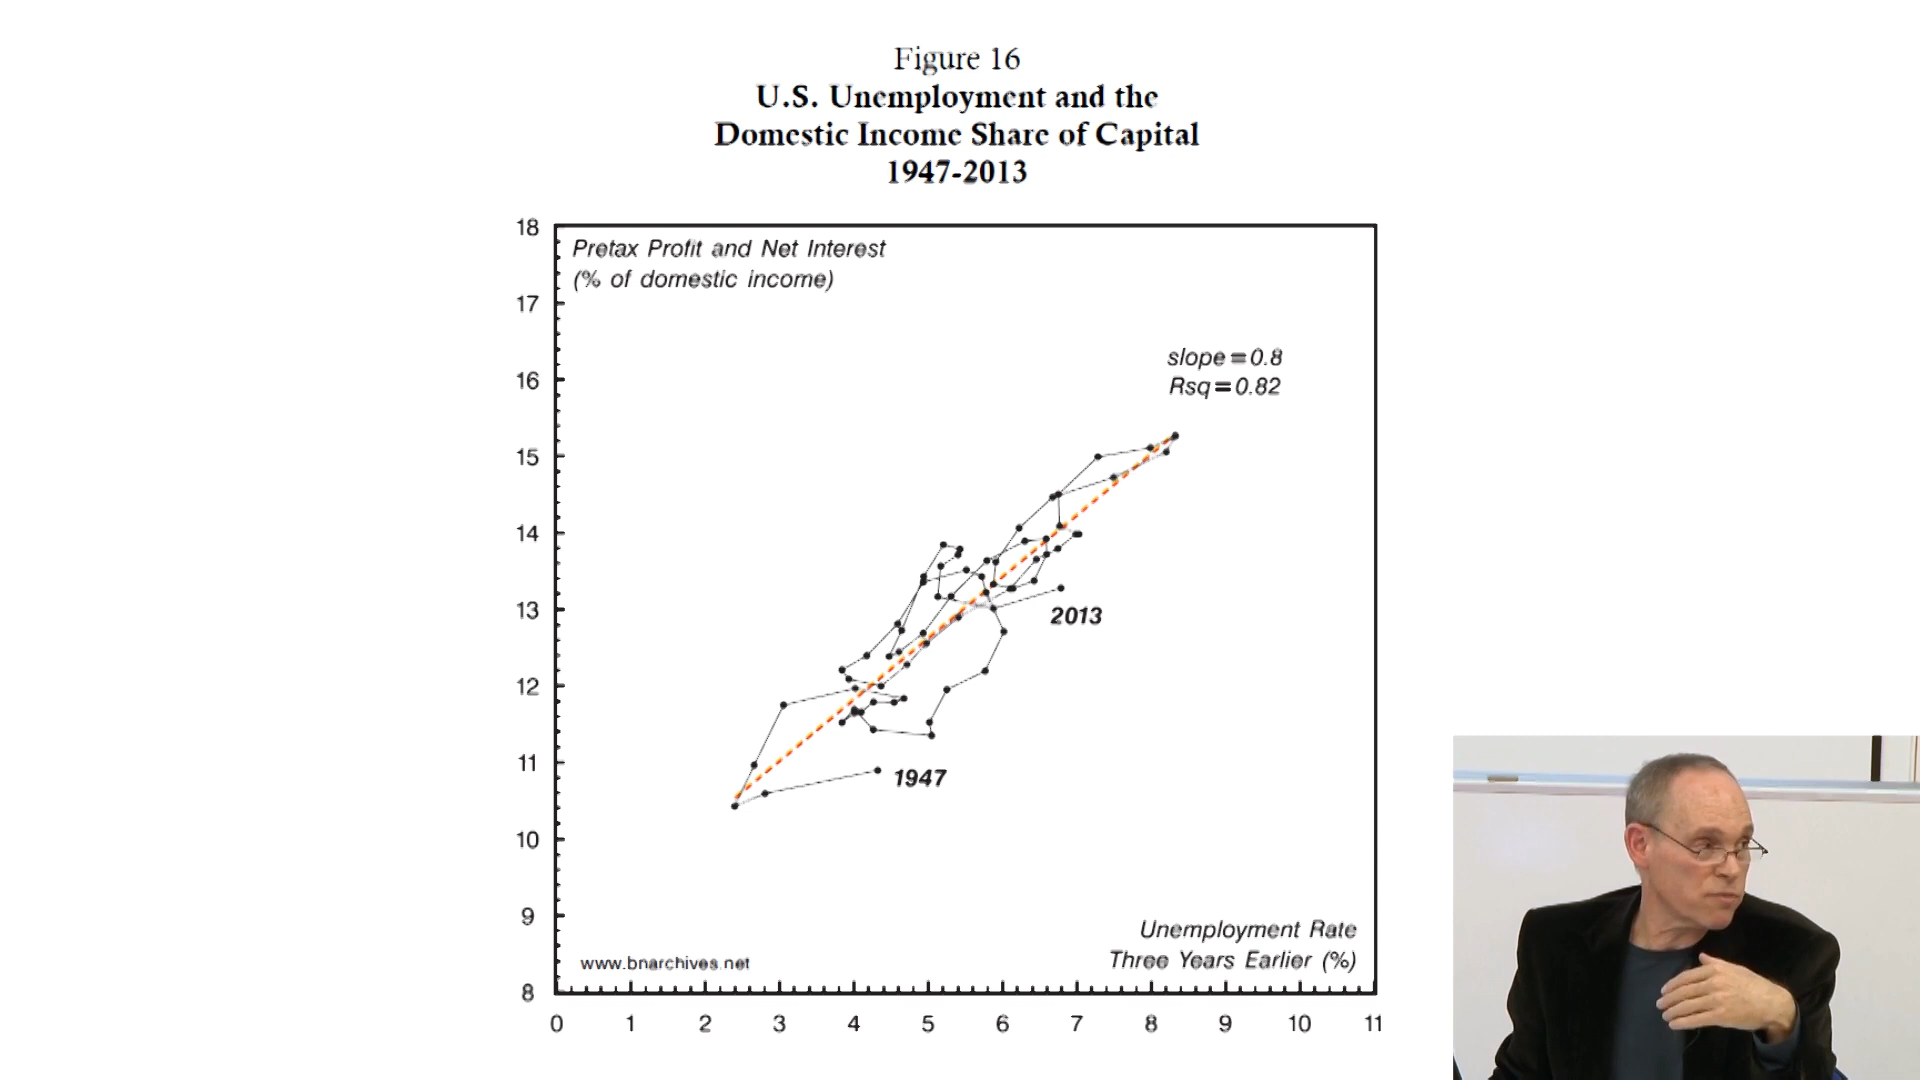 Figure 16
U.S. Unemployment and the
Domestic Income Share of Capital
1947-2013
18
Pretax Profit and Net Interest
(% of domestic income)
17
slope = 0.8
16
Rsq = 0.82
15
14
13
2013
12
11
1947
10
9
Unemployment Rate
www.bnarchives.net
Three Years Earlier (%)
8
0 1 2 3 4 5 6 7 8 9 10 11